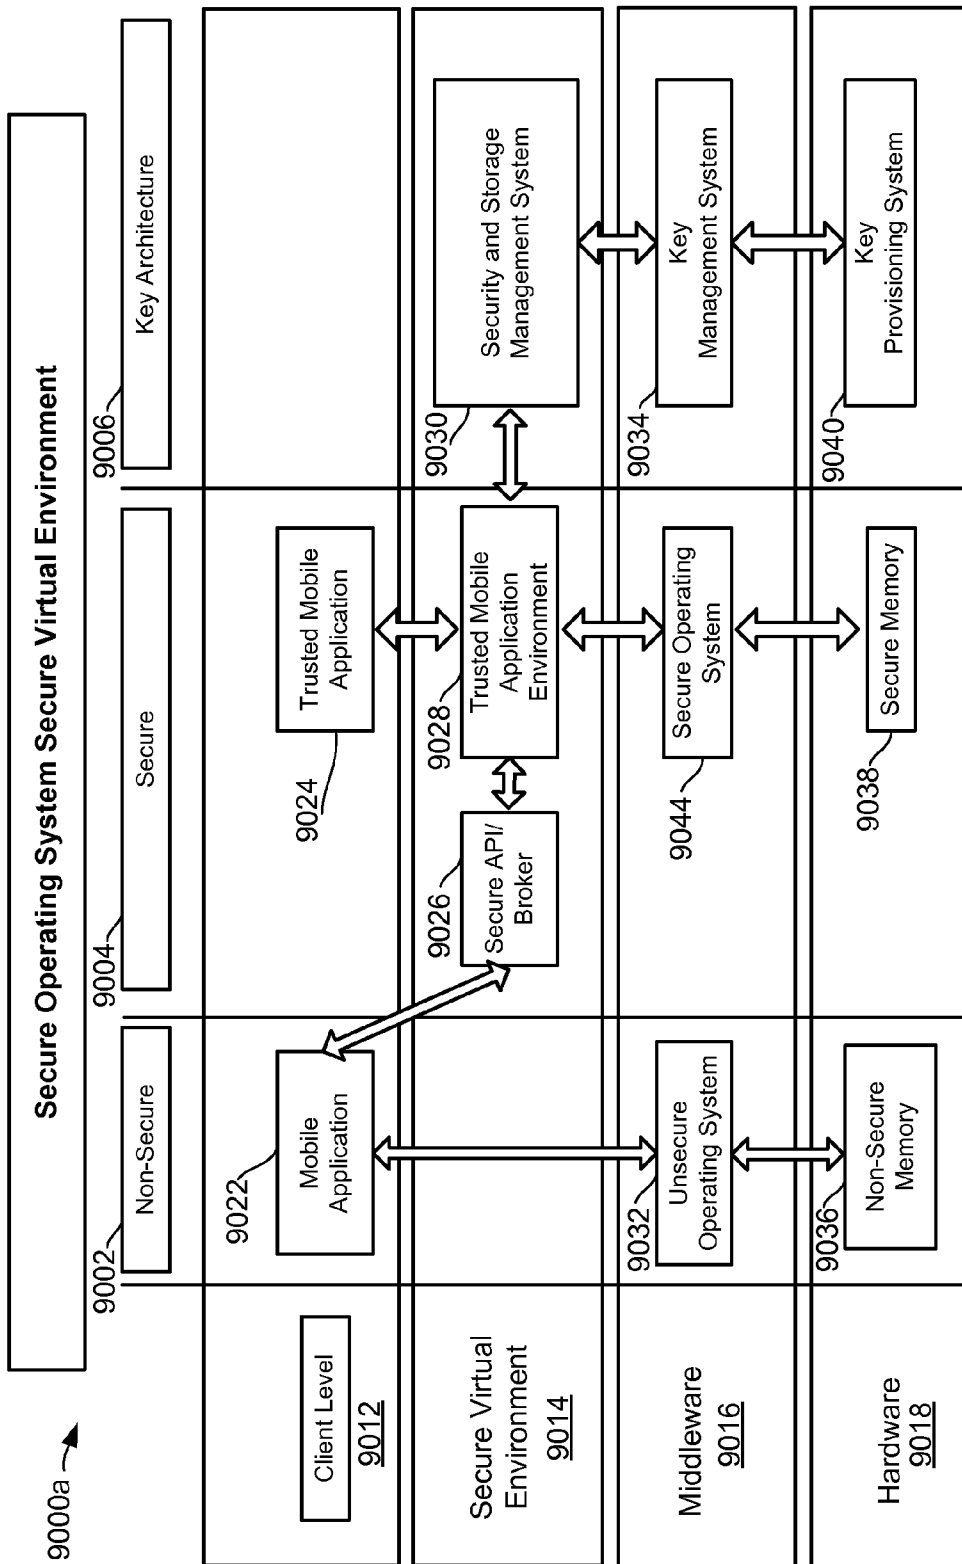 9000a
Secure Operating System Secure Virtual Environment
9002
Non-Secure
9004
Secure
9006
Key Architecture
Client Level
9012
9022
Mobile
Application
9024
Trusted Mobile
Application
Secure Virtual
Environment
9014
9026
Secure API/
Broker
9028
Trusted Mobile
Application
Environment
9030
Security and Storage
Management System
Middleware
9016
9032
Unsecure
Operating System
9044
Secure Operating
System
9034
Key
Management System
Hardware
9018
9036
Non-Secure
Memory
9038
Secure Memory
9040
Key
Provisioning System